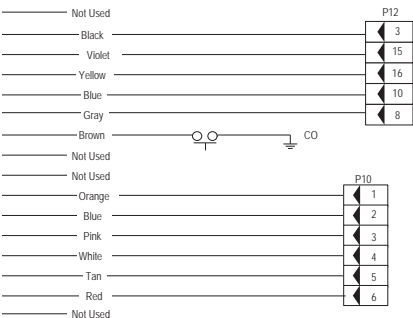 Not Used P12
Black 3
Violet 15
Yellow 16
Blue 10
Gray 8
Brown CO
Not Used
Not Used P10
Orange 1
Blue 2
Pink 3
White 4
Tan 5
Red 6
Not Used